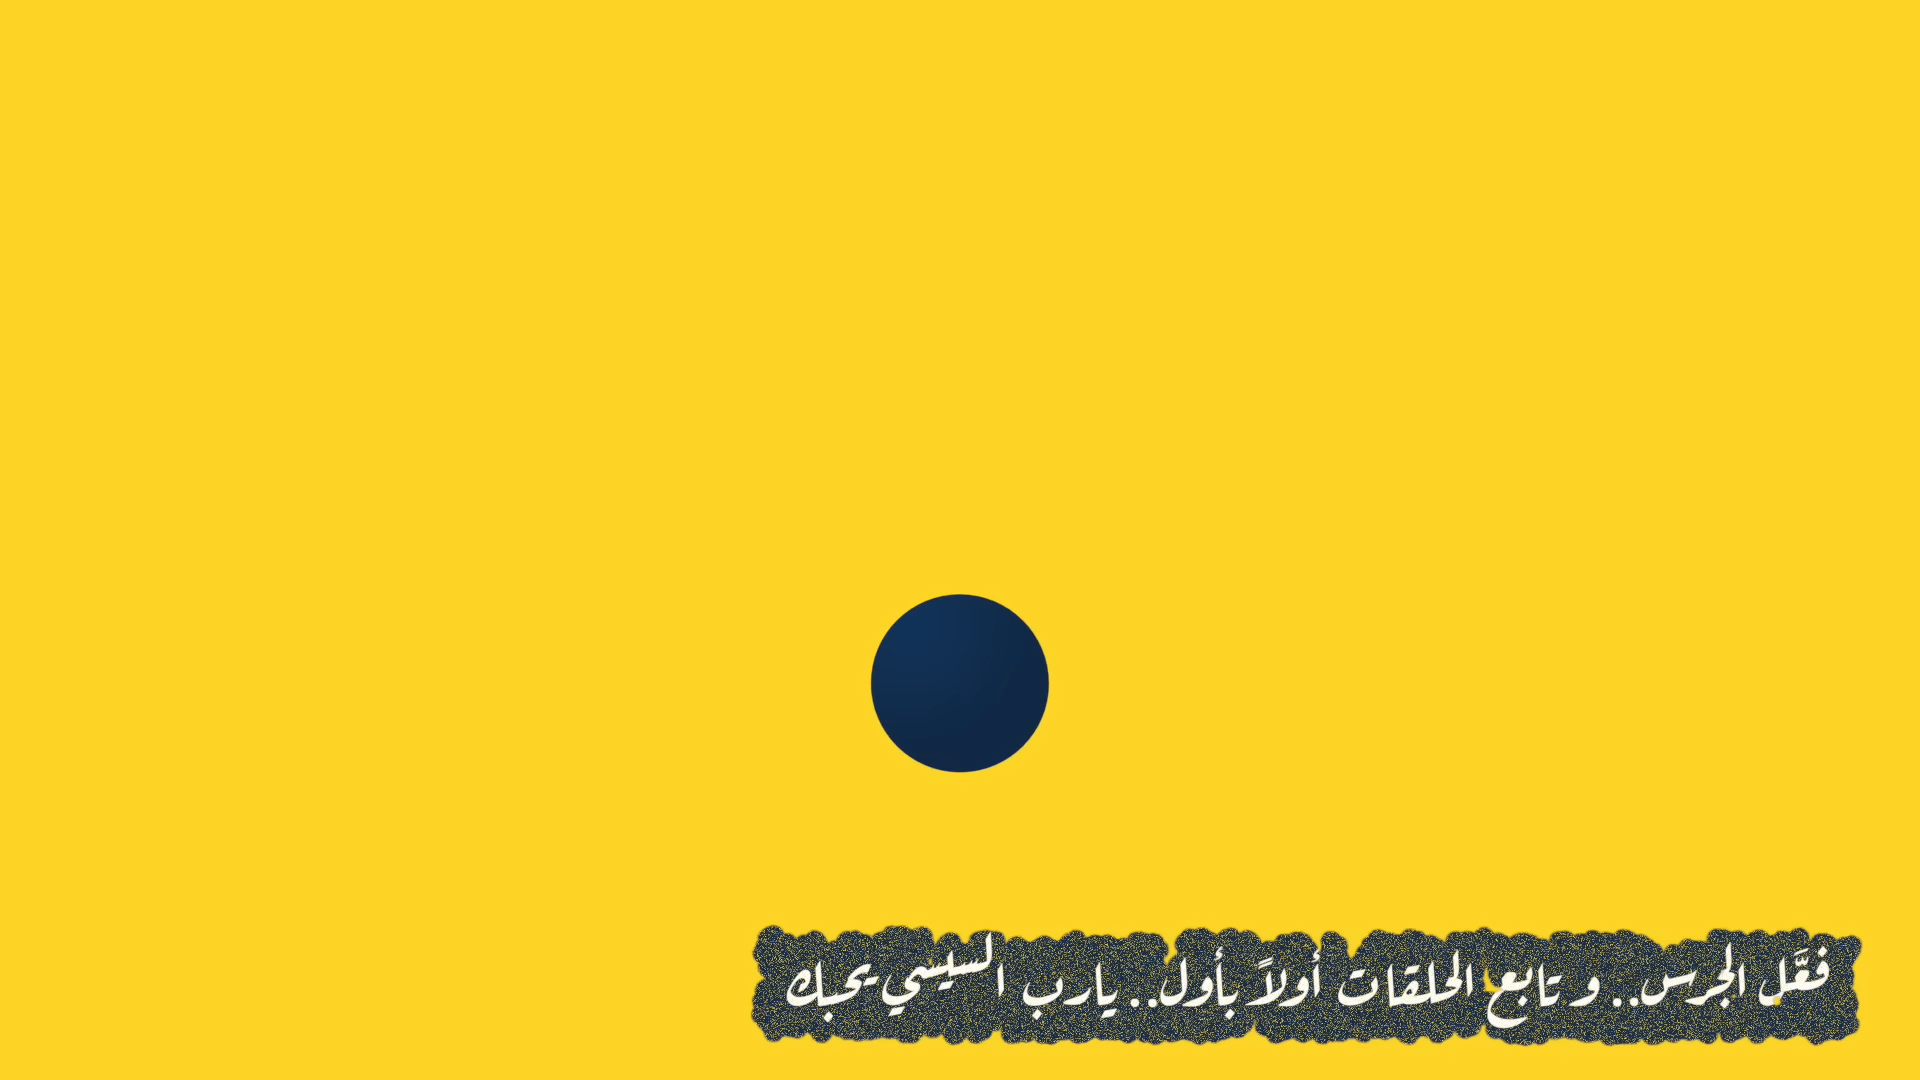 فعَّل الجرس.. و تابع الحلقات أولاً بأول.. يارب السيسي يحبك